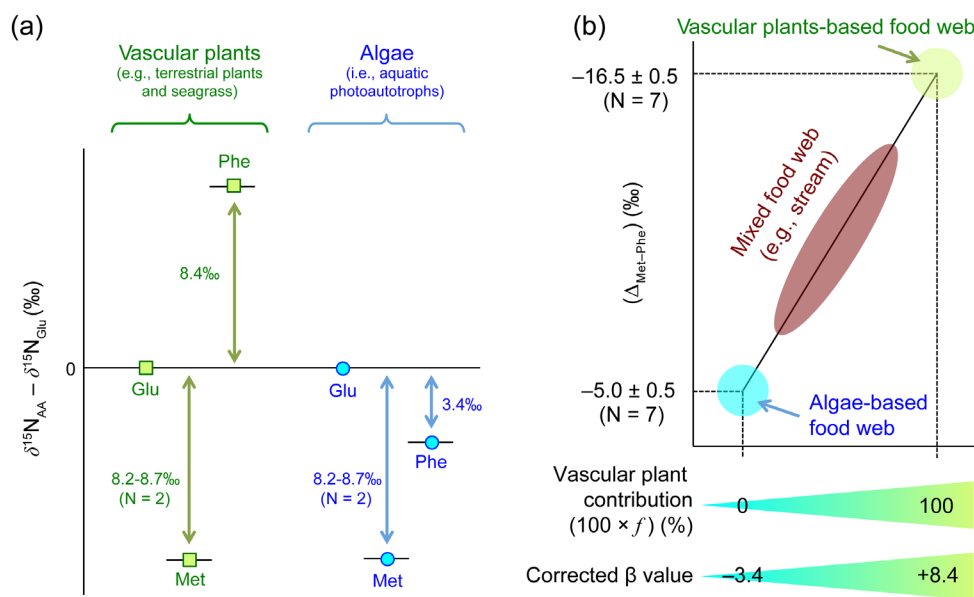 (a)
Vascular plants
(e.g., terrestrial plants
and seagrass)
Algae
(i.e., aquatic
photoautotrophs)
Phe
8.4‰
δ¹⁵N_AA − δ¹⁵N_Glu (‰)
0
Glu
Glu
3.4‰
Phe
8.2-8.7‰
(N = 2)
8.2-8.7‰
(N = 2)
Met
Met
(b)
Vascular plants-based food web
–16.5 ± 0.5
(N = 7)
Mixed food web
(e.g., stream)
(Δ_Met–Phe) (‰)
–5.0 ± 0.5
(N = 7)
Algae-based
food web
Vascular plant
contribution
(100 × f) (%)
0
100
Corrected β value
–3.4
+8.4